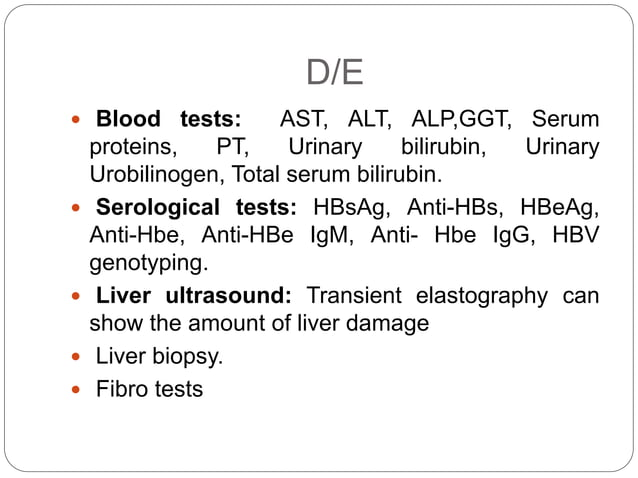 D/E
• Blood tests: AST, ALT, ALP,GGT, Serum
proteins, PT, Urinary bilirubin, Urinary
Urobilinogen, Total serum bilirubin.
• Serological tests: HBsAg, Anti-HBs, HBeAg,
Anti-Hbe, Anti-HBe IgM, Anti- Hbe IgG, HBV
genotyping.
• Liver ultrasound: Transient elastography can
show the amount of liver damage
• Liver biopsy.
• Fibro tests